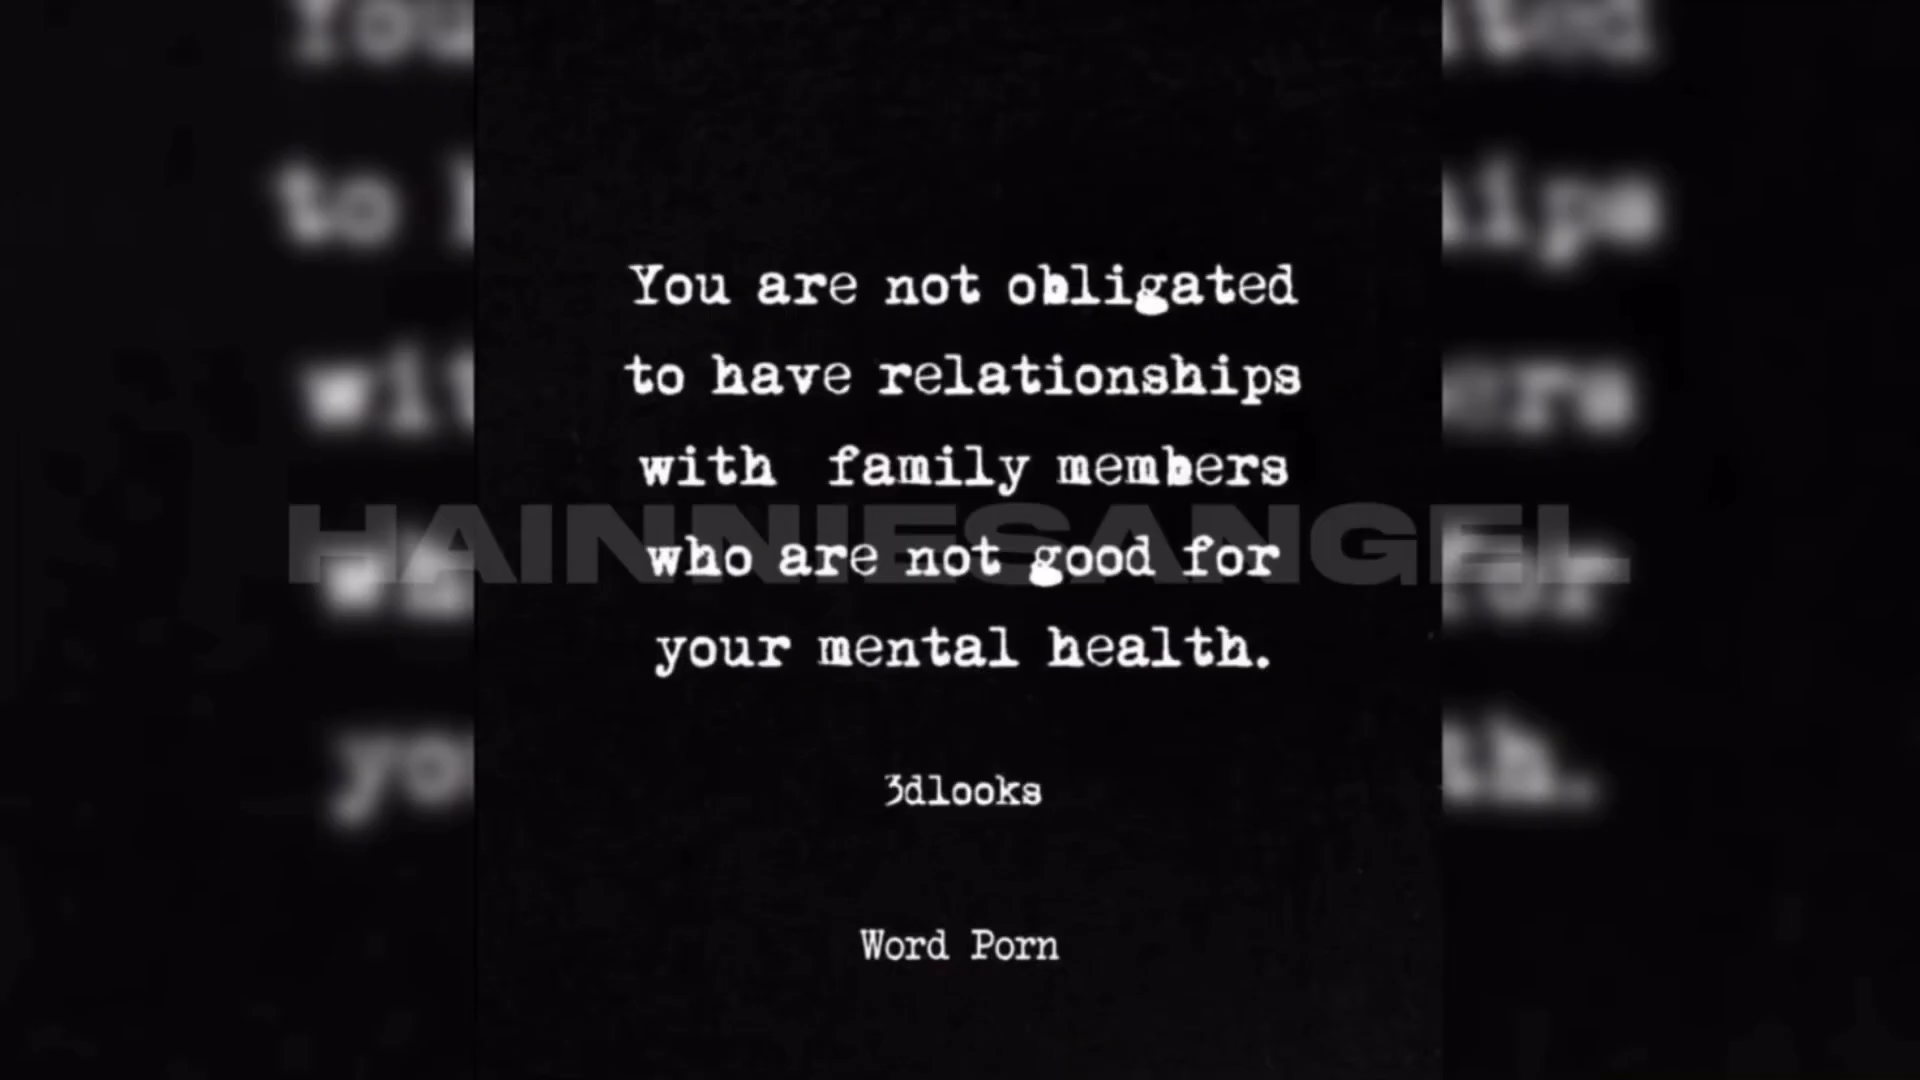 You are not obligated
to have relationships
with family members
HAINNIESANGEL
who are not good for
your mental health.
3dlooks
Word Porn